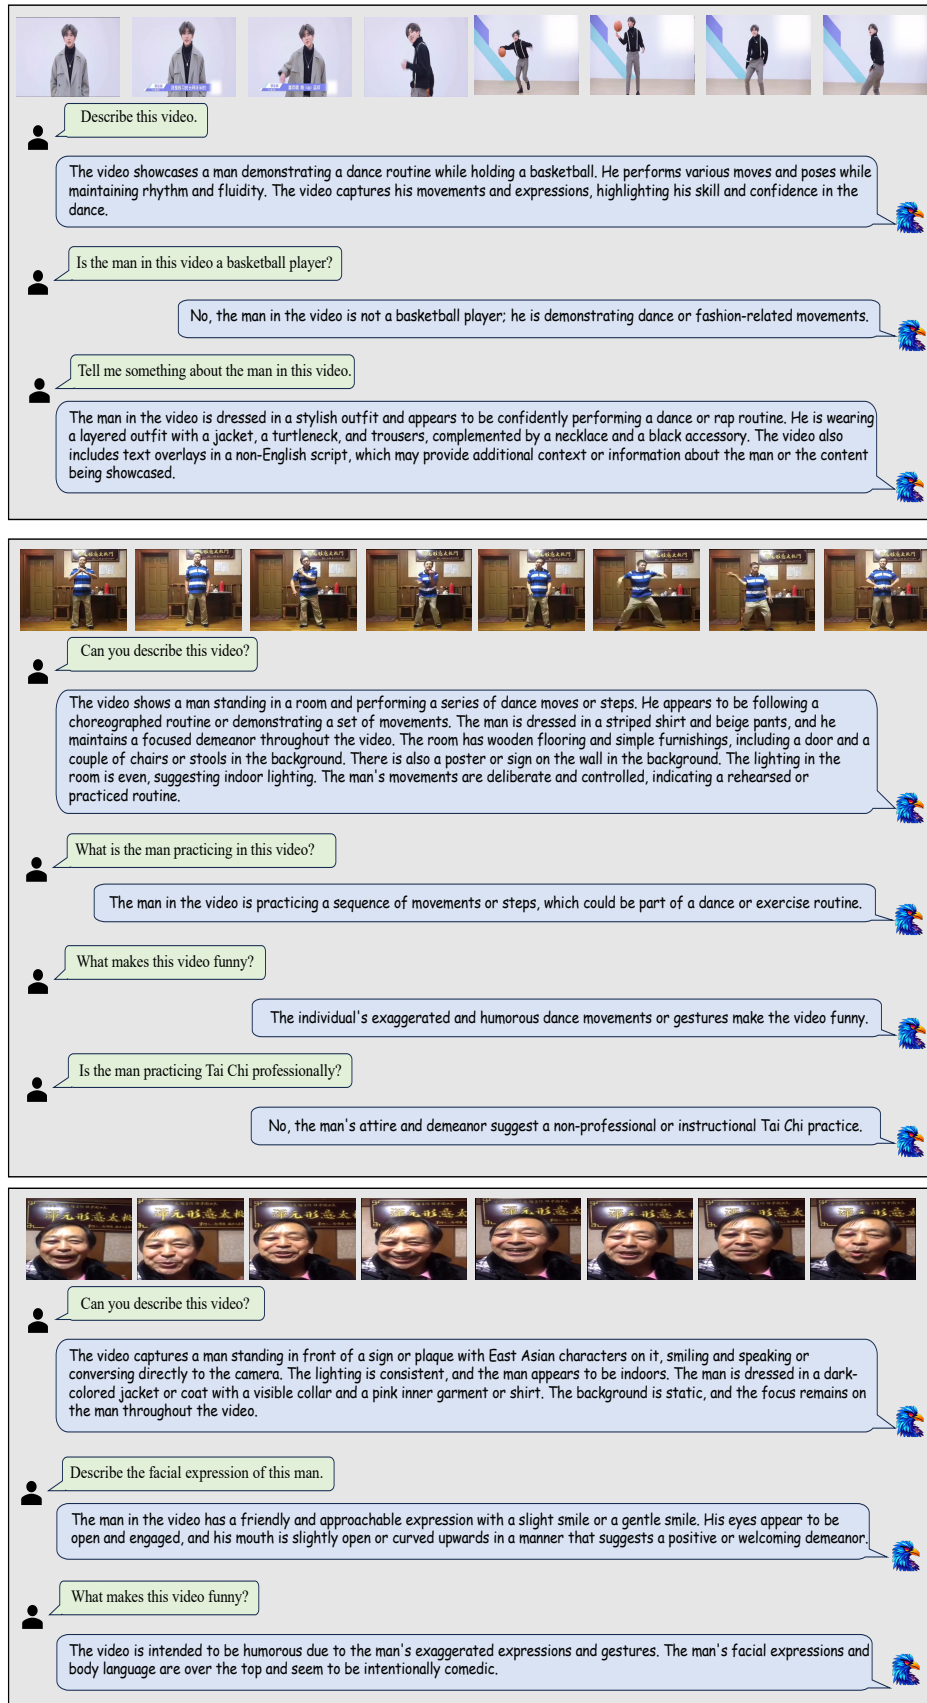 Describe this video.
The video showcases a man demonstrating a dance routine while holding a basketball. He performs various moves and poses while
maintaining rhythm and fluidity. The video captures his movements and expressions, highlighting his skill and confidence in the
dance.
Is the man in this video a basketball player?
No, the man in the video is not a basketball player; he is demonstrating dance or fashion-related movements.
Tell me something about the man in this video.
The man in the video is dressed in a stylish outfit and appears to be confidently performing a dance or rap routine. He is wearing
a layered outfit with a jacket, a turtleneck, and trousers, complemented by a necklace and a black accessory. The video also
includes text overlays in a non-English script, which may provide additional context or information about the man or the content
being showcased.
Can you describe this video?
The video shows a man standing in a room and performing a series of dance moves or steps. He appears to be following a
choreographed routine or demonstrating a set of movements. The man is dressed in a striped shirt and beige pants, and he
maintains a focused demeanor throughout the video. The room has wooden flooring and simple furnishings, including a door and a
couple of chairs or stools in the background. There is also a poster or sign on the wall in the background. The lighting in the
room is even, suggesting indoor lighting. The man's movements are deliberate and controlled, indicating a rehearsed or
practiced routine.
What is the man practicing in this video?
The man in the video is practicing a sequence of movements or steps, which could be part of a dance or exercise routine.
What makes this video funny?
The individual's exaggerated and humorous dance movements or gestures make the video funny.
Is the man practicing Tai Chi professionally?
No, the man's attire and demeanor suggest a non-professional or instructional Tai Chi practice.
Can you describe this video?
The video captures a man standing in front of a sign or plaque with East Asian characters on it, smiling and speaking or
conversing directly to the camera. The lighting is consistent, and the man appears to be indoors. The man is dressed in a dark-
colored jacket or coat with a visible collar and a pink inner garment or shirt. The background is static, and the focus remains on
the man throughout the video.
Describe the facial expression of this man.
The man in the video has a friendly and approachable expression with a slight smile or a gentle smile. His eyes appear to be
open and engaged, and his mouth is slightly open or curved upwards in a manner that suggests a positive or welcoming demeanor.
What makes this video funny?
The video is intended to be humorous due to the man's exaggerated expressions and gestures. The man's facial expressions and
body language are over the top and seem to be intentionally comedic.